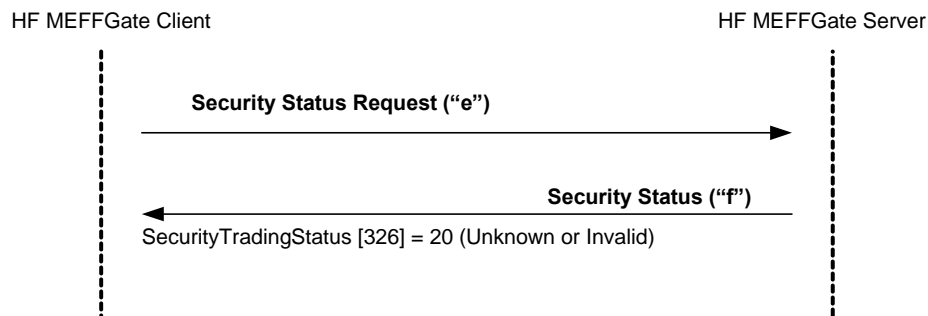 HF MEFFGate Client
HF MEFFGate Server
Security Status Request (“e”)
Security Status (“f”)
SecurityTradingStatus [326] = 20 (Unknown or Invalid)